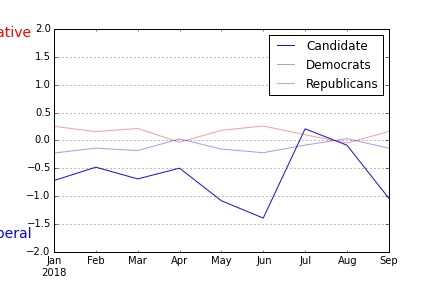 ative
2.0
1.5
1.0
0.5
0.0
−0.5
−1.0
−1.5
−2.0
beral
Candidate
Democrats
Republicans
Jan Feb Mar Apr May Jun Jul Aug Sep
2018